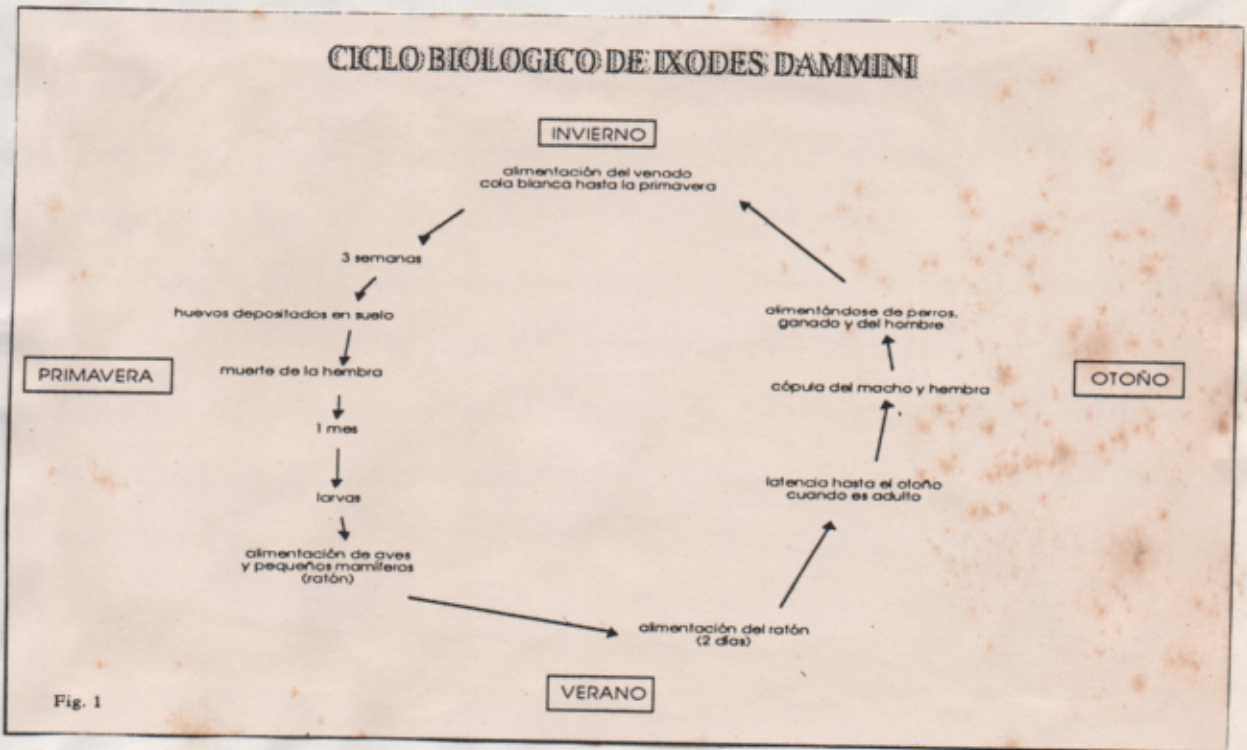 CICLO BIOLOGICO DE IXODES DAMMINI
INVIERNO
alimentación del venado
cola blanca hasta la primavera
3 semanas
huevos depositados en suelo
PRIMAVERA
muerte de la hembra
1 mes
larvas
alimentación de aves
y pequeños mamíferos
(ratón)
alimentación del ratón
(2 días)
VERANO
latencia hasta el otoño
cuando es adulto
cópula del macho y hembra
OTOÑO
alimentándose de perros,
ganado y del hombre
Fig. 1